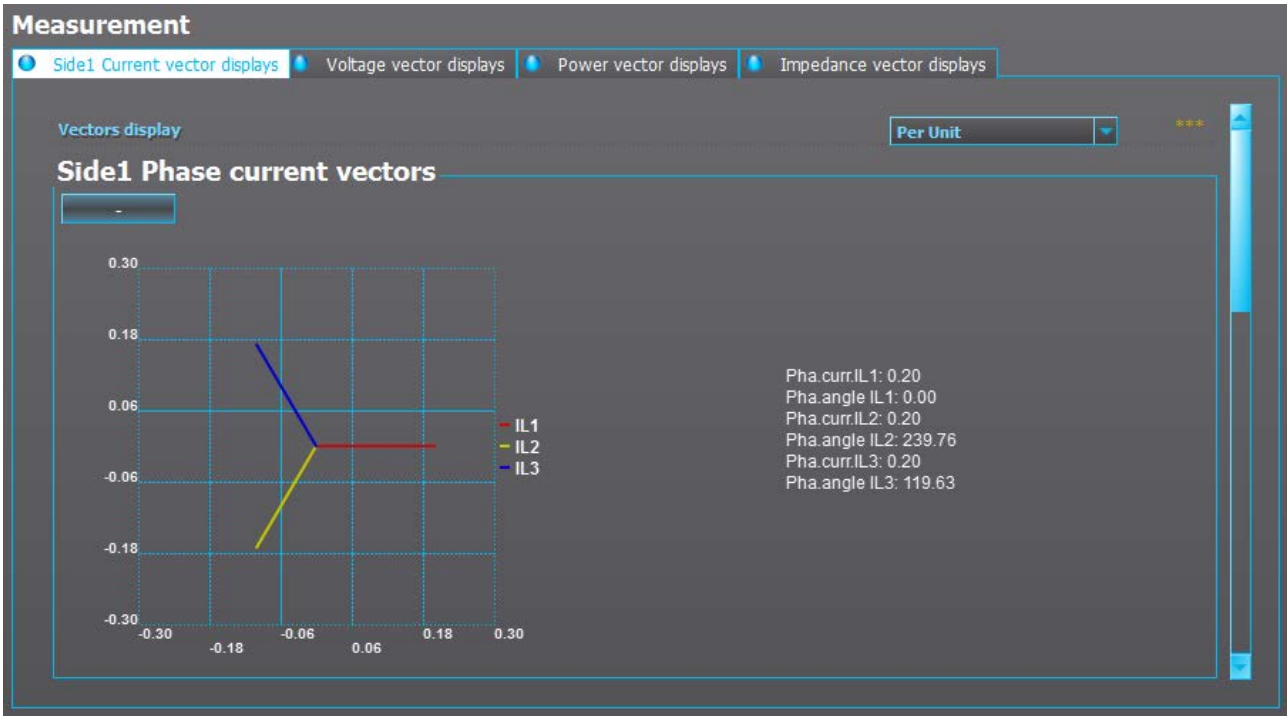 Measurement
Side1 Current vector displays Voltage vector displays Power vector displays Impedance vector displays
Vectors display Per Unit ***
Side1 Phase current vectors
-
0.30
0.18
0.06
-0.06
-0.18
-0.30
-0.30 -0.06 0.18 0.30
-0.18 0.06
IL1
IL2
IL3
Pha.curr.IL1: 0.20
Pha.angle IL1: 0.00
Pha.curr.IL2: 0.20
Pha.angle IL2: 239.76
Pha.curr.IL3: 0.20
Pha.angle IL3: 119.63